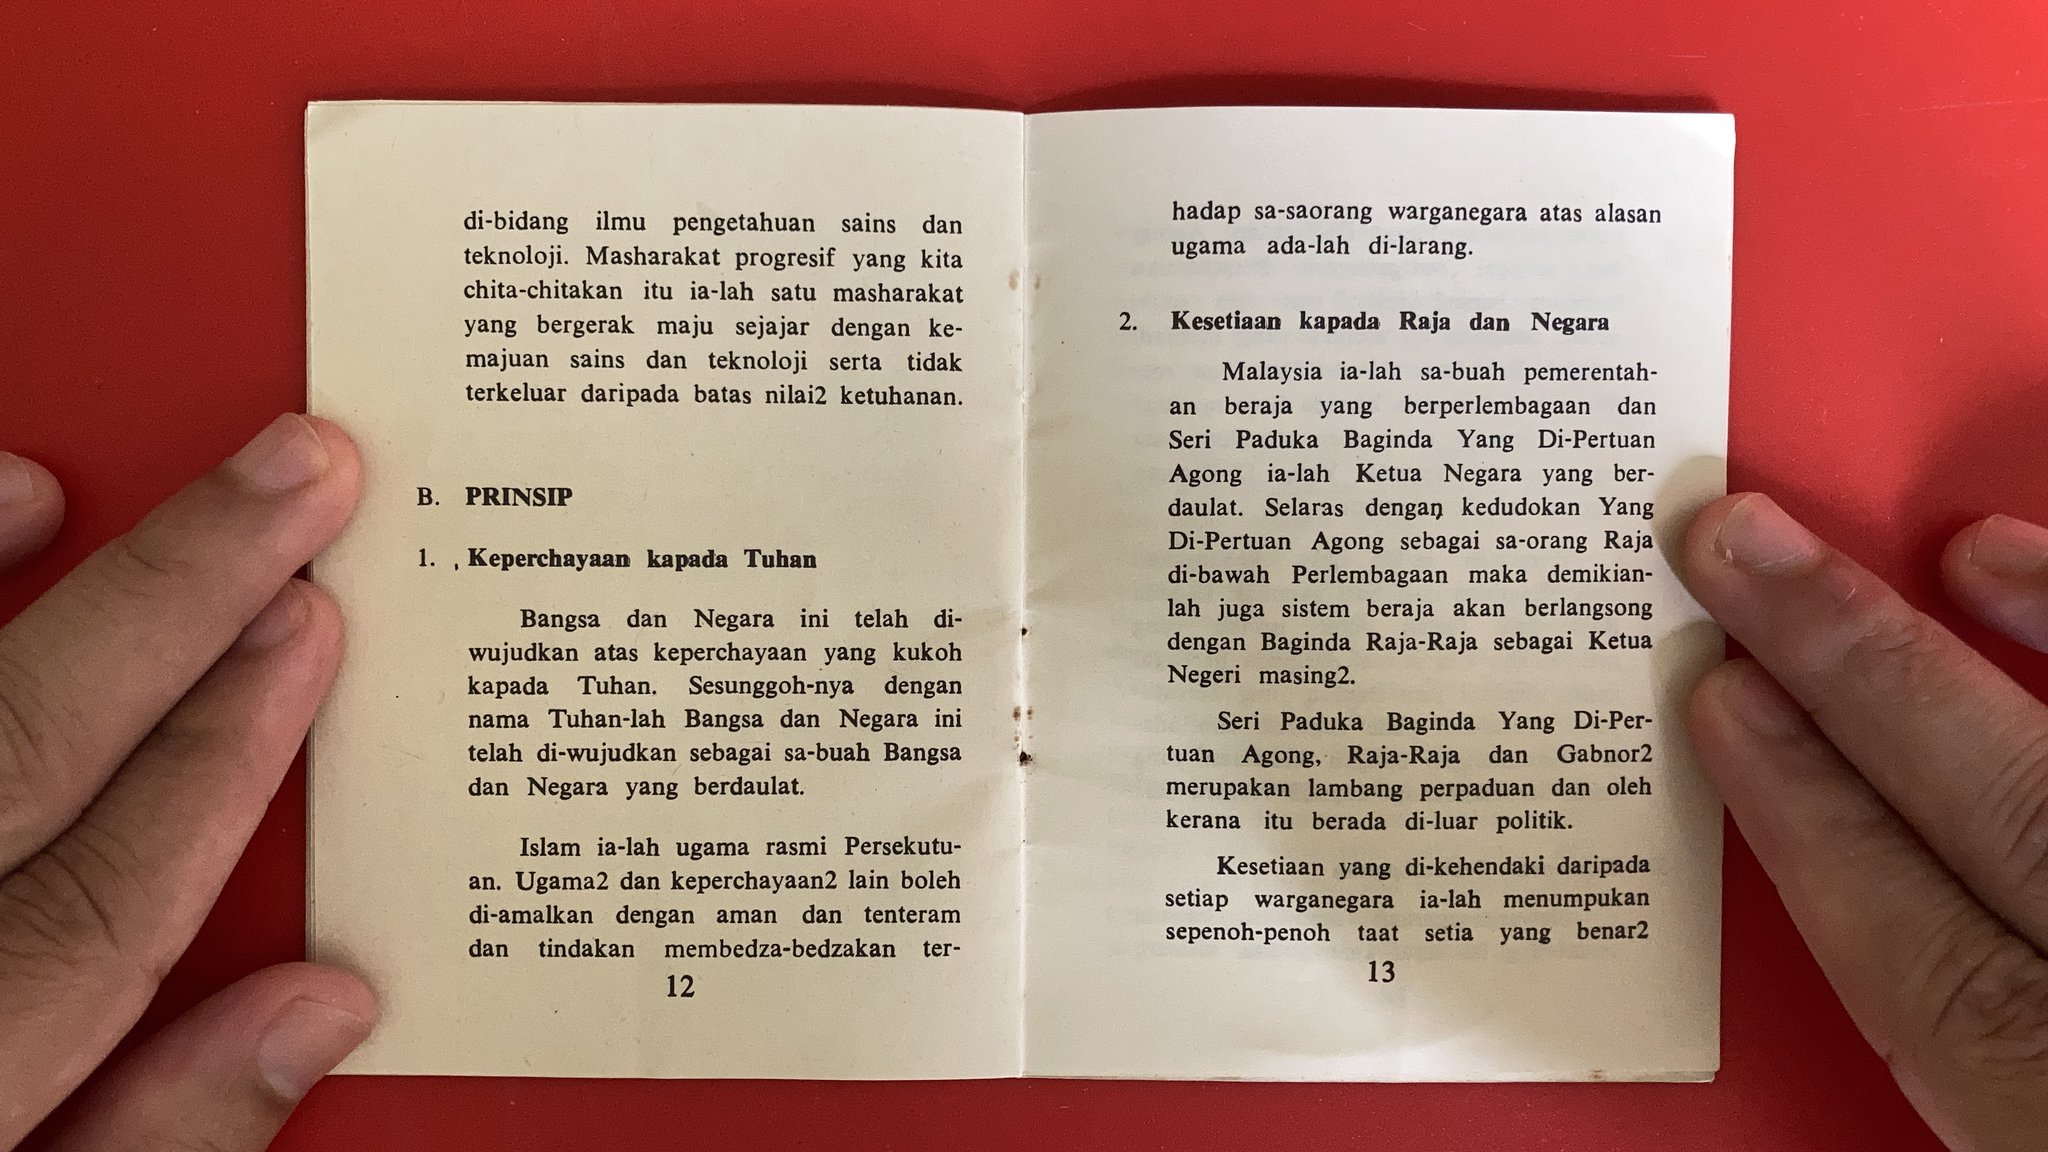 di-bidang ilmu pengetahuan sains dan
teknoloji. Masharakat progresif yang kita
chita-chitakan itu ia-lah satu masharakat
yang bergerak maju sejajar dengan ke-
majuan sains dan teknoloji serta tidak
terkeluar daripada batas nilai2 ketuhanan.
B. PRINSIP
1. Keperchayaan kapada Tuhan
Bangsa dan Negara ini telah di-
wujudkan atas keperchayaan yang kukoh
kapada Tuhan. Sesunggoh-nya dengan
nama Tuhan-lah Bangsa dan Negara ini
telah di-wujudkan sebagai sa-buah Bangsa
dan Negara yang berdaulat.
Islam ia-lah ugama rasmi Persekutu-
an. Ugama2 dan keperchayaan2 lain boleh
di-amalkan dengan aman dan tenteram
dan tindakan membedza-bedzakan ter-
12
hadap sa-saorang warganegara atas alasan
ugama ada-lah di-larang.
2. Kesetiaan kapada Raja dan Negara
Malaysia ia-lah sa-buah pemerentah-
an beraja yang berperlembagaan dan
Seri Paduka Baginda Yang Di-Pertuan
Agong ia-lah Ketua Negara yang ber-
daulat. Selaras dengan kedudokan Yang
Di-Pertuan Agong sebagai sa-orang Raja
di-bawah Perlembagaan maka demikian-
lah juga sistem beraja akan berlangsong
dengan Baginda Raja-Raja sebagai Ketua
Negeri masing2.
Seri Paduka Baginda Yang Di-Per-
tuan Agong, Raja-Raja dan Gabnor2
merupakan lambang perpaduan dan oleh
kerana itu berada di-luar politik.
Kesetiaan yang di-kehendaki daripada
setiap warganegara ia-lah menumpukan
sepenoh-penoh taat setia yang benar2
13